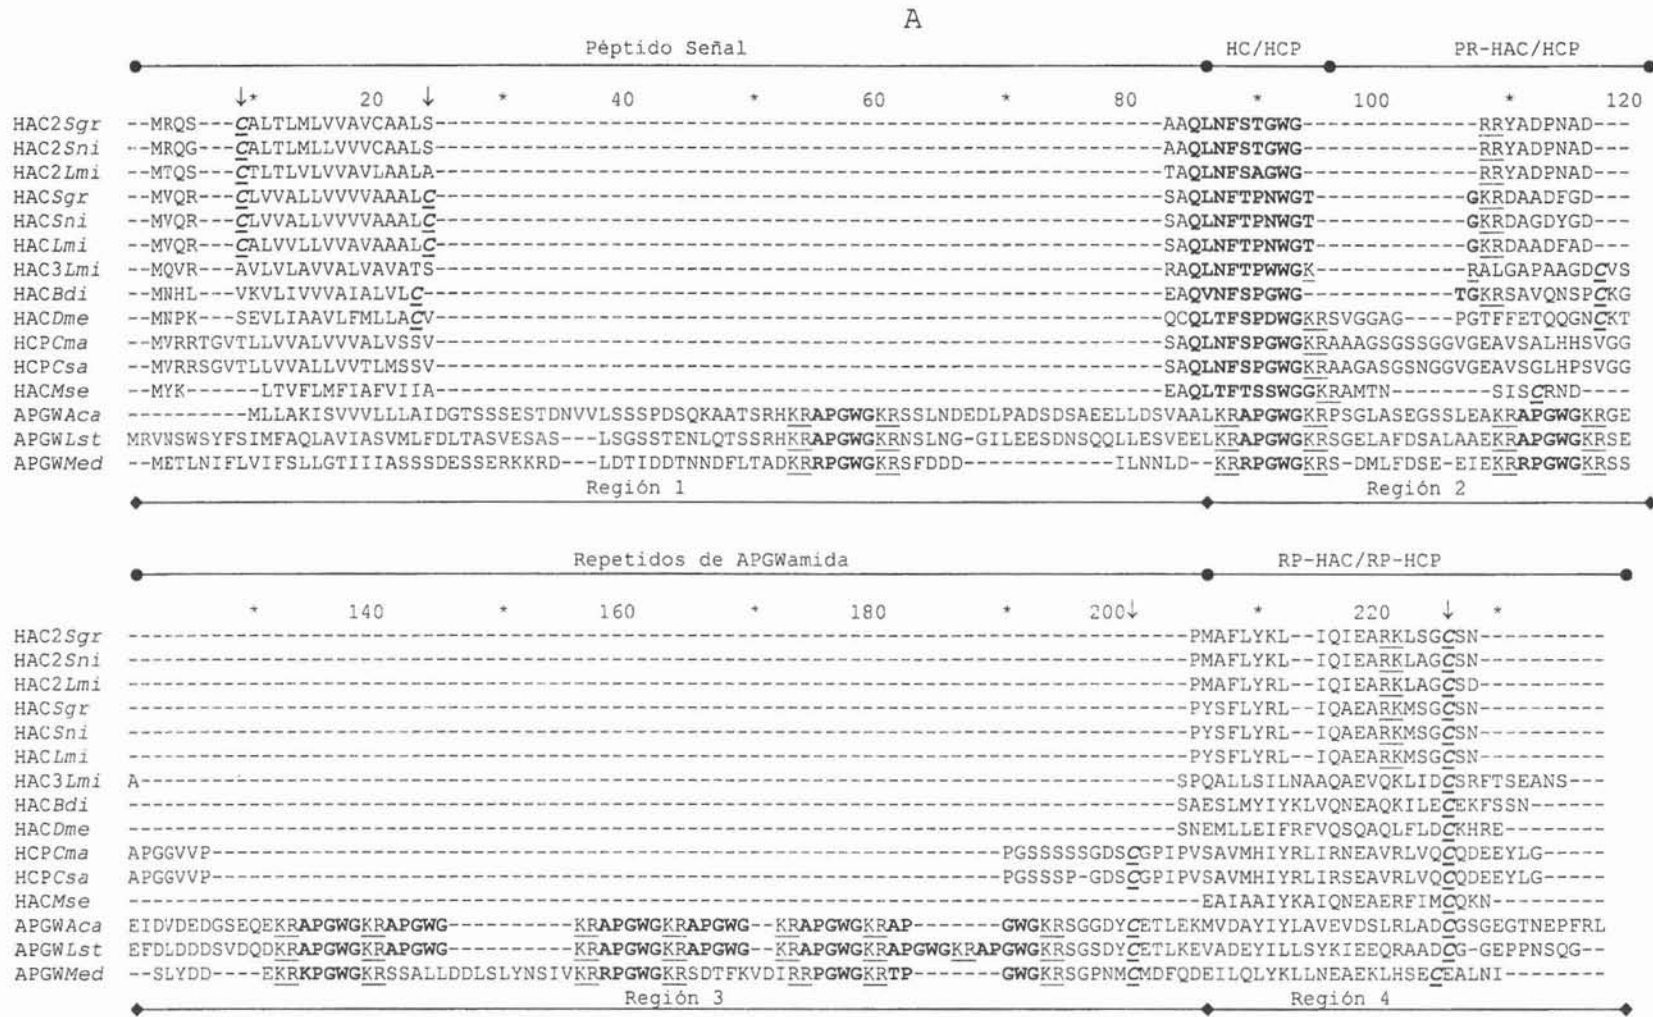 A
Péptido Señal HC/HCP PR-HAC/HCP
↓* 20 ↓ * 40 * 60 * 80 * 100 * 120
HAC2Sgr --MRQS---CALTLMLVVAVCAALS----------------------------------------------------------AAQLNFSTGWG--------------RRYADPNAD---
HAC2Sni --MRQG---CALTLMLLVVVCAALS----------------------------------------------------------AAQLNFSTGWG--------------RRYADPNAD---
HAC2Lmi --MTQS---CTLTLVLVVAVLAALA----------------------------------------------------------TAQLNFSAGWG--------------RRYADPNAD---
HACSgr --MVQR---CLVVALLVVVVAAALC----------------------------------------------------------SAQLNFTPNWGT------------GKRDAADFGD---
HACSni --MVQR---CLVVALLVVVVAAALC----------------------------------------------------------SAQLNFTPNWGT------------GKRDAGDYGD---
HACLmi --MVQR---CALVVLLVVAVAAALC----------------------------------------------------------SAQLNFTPNWGT------------GKRDAADFAD---
HAC3Lmi --MQVR---AVLVLAVVALVAVATS----------------------------------------------------------RAQLNFTPWWGK------------RALGAPAAGDCVS
HACBdi --MNHL---VKVLIVVVAIALVLC-----------------------------------------------------------EAQVNFSPGWG------------TGKRSAVQNSPCKG
HACDme --MNPK---SEVLIAAVLFMLLACV----------------------------------------------------------QCQLTFSPDWGKRSVGGAG----PGTFFETQQGNCKT
HCPCma --MVRRTGVTLLVVALVVVALVSSV----------------------------------------------------------SAQLNFSPGWGKRAAAGSGSSGGVGEAVSALHHSVGG
HCPCsa --MVRRSGVTLLVVALLVVTLMSSV----------------------------------------------------------SAQLNFSPGWGKRAAGASGSNGGVGEAVSGLHPSVGG
HACMse --MYK------LTVFLMFIAFVIIA----------------------------------------------------------EAQLTFTSSWGGKRAMTN--------SISCRND----
APGWAca ----------MLLAKISVVVLLLAIDGTSSSESTDNVVLSSSPDSQKAATSRHKRAPGWGKRSSLNDEDLPADSDSAEELLDSVAALKRAPGWGKRPSGLASEGSSLEAKRAPGWGKRGE
APGWLst MRVNSWSYFSIMFAQLAVIASVMLFDLTASVESAS---LSGSSTENLQTSSRHKRAPGWGKRNSLNG-GILEESDNSQQLLESVEELKRAPGWGKRSGELAFDSALAAEKRAPGWGKRSE
APGWMed --METLNIFLVIFSLLGTIIIASSSDESSERKKRD---LDTIDDTNNDFLTADKRRPGWGKRSFDDD------------ILNNLD--KRRPGWGKRS-DMLFDSE-EIEKRRPGWGKRSS
Región 1 Región 2
Repetidos de APGWamida RP-HAC/RP-HCP
* 140 * 160 * 180 * 200↓ * 220 ↓ *
HAC2Sgr ------------------------------------------------------------------------------------PMAFLYKL--IQIEARKLSGCSN----------
HAC2Sni ------------------------------------------------------------------------------------PMAFLYKL--IQIEARKLAGCSN----------
HAC2Lmi ------------------------------------------------------------------------------------PMAFLYRL--IQIEARKLAGCSD----------
HACSgr ------------------------------------------------------------------------------------PYSFLYRL--IQAEARKMSGCSN----------
HACSni ------------------------------------------------------------------------------------PYSFLYRL--IQAEARKMSGCSN----------
HACLmi ------------------------------------------------------------------------------------PYSFLYRL--IQAEARKMSGCSN----------
HAC3Lmi A----------------------------------------------------------------------------------SPQALLSILNAAQAEVQKLIDCSRFTSEANS---
HACBdi -----------------------------------------------------------------------------------SAESLMYIYKLVQNEAQKILECEKFSSN------
HACDme -----------------------------------------------------------------------------------SNEMLLEIFRFVQSQAQLFLDCKHRE--------
HCPCma APGGVVP--------------------------------------------------------------PGSSSSSSGDSCGPIPVSAVMHIYRLIRNEAVRLVQCQDEEYLG-----
HCPCsa APGGVVP--------------------------------------------------------------PGSSSP-GDSCGPIPVSAVMHIYRLIRSEAVRLVQCQDEEYLG-----
HACMse ------------------------------------------------------------------------------------EAIAAIYKAIQNEAERFIMCQKN----------
APGWAca EIDVDEDGSEQEKRAPGWGKRAPGWG----------KRAPGWGKRAPGWG--KRAPGWGKRAP-------GWGKRSGGDYCETLEKMVDAYIYLAVEVDSLRLADCGSGEGTNEPFRL
APGWLst EFDLDDDSVDQDKRAPGWGKRAPGWG----------KRAPGWGKRAPGWG--KRAPGWGKRAPGWGKRAPGWGKRSGSDYCETLKEVADEYILLSYKIEEQRAADCG-GEPPNSQG--
APGWMed --SLYDD----EKRKPGWGKRSSALLDDLSLYNSIVKRRPGWGKRSDTFKVDIRRPGWGKRTP------GWGKRSGPNMCMDFQDEILQLYKLLNEAEKLHSECEALNI--------
Región 3 Región 4